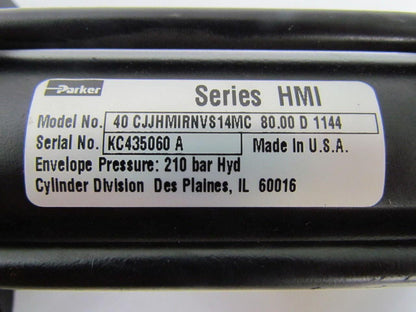 Parker
Series HMI
Model No. 40 CJJHMIRNVS14MC 80.00 D 1144
Serial No. KC435060 A Made In U.S.A.
Envelope Pressure: 210 bar Hyd
Cylinder Division Des Plaines, IL 60016